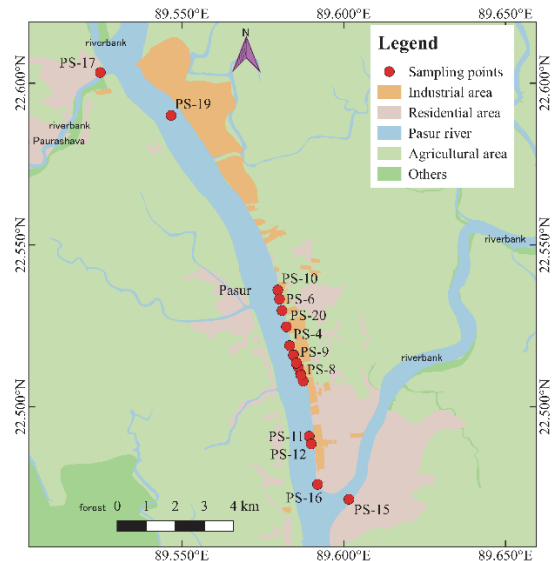 89.550°E 89.600°E 89.650°E
riverbank
PS-17
22.600°N
22.600°N
PS-19
riverbank
Paurashava
N
Legend
Sampling points
Industrial area
Residential area
Pasur river
Agricultural area
Others
22.550°N
22.550°N
riverbank
Pasur
PS-10
PS-6
PS-20
PS-4
PS-9
PS-8
riverbank
22.500°N
22.500°N
PS-11
PS-12
PS-16
PS-15
forest
0 1 2 3 4 km
89.550°E 89.600°E 89.650°E